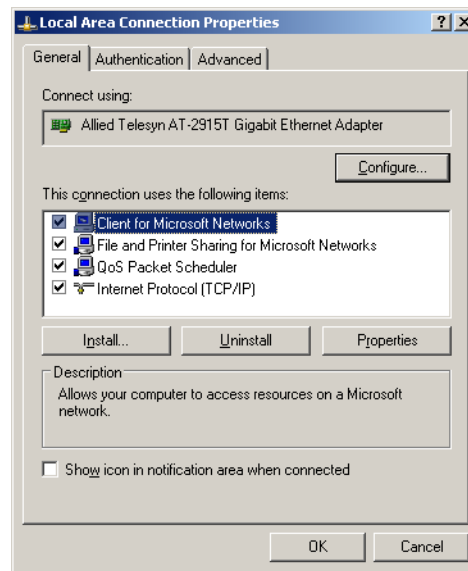 Local Area Connection Properties
General Authentication Advanced
Connect using:
Allied Telesyn AT-2915T Gigabit Ethernet Adapter
Configure...
This connection uses the following items:
Client for Microsoft Networks
File and Printer Sharing for Microsoft Networks
QoS Packet Scheduler
Internet Protocol (TCP/IP)
Install... Uninstall Properties
Description
Allows your computer to access resources on a Microsoft
network.
Show icon in notification area when connected
OK Cancel